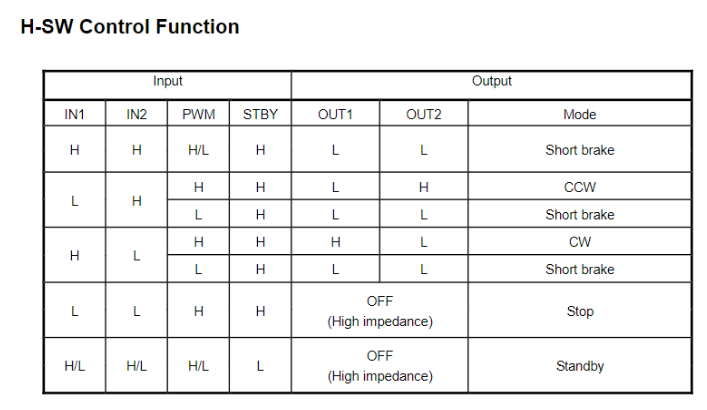 H-SW Control Function
Input Output
IN1 IN2 PWM STBY OUT1 OUT2 Mode
H H H/L H L L Short brake
L H H H L H CCW
L H L L Short brake
H L H H H L CW
L H L L Short brake
L L H H OFF
(High impedance) Stop
H/L H/L H/L L OFF
(High impedance) Standby